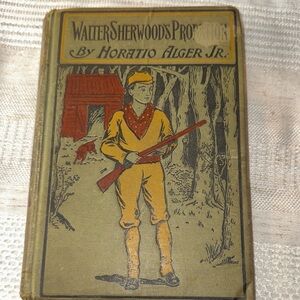 WALTER SHERWOOD'S PROBATION
By HORATIO ALGER JR.